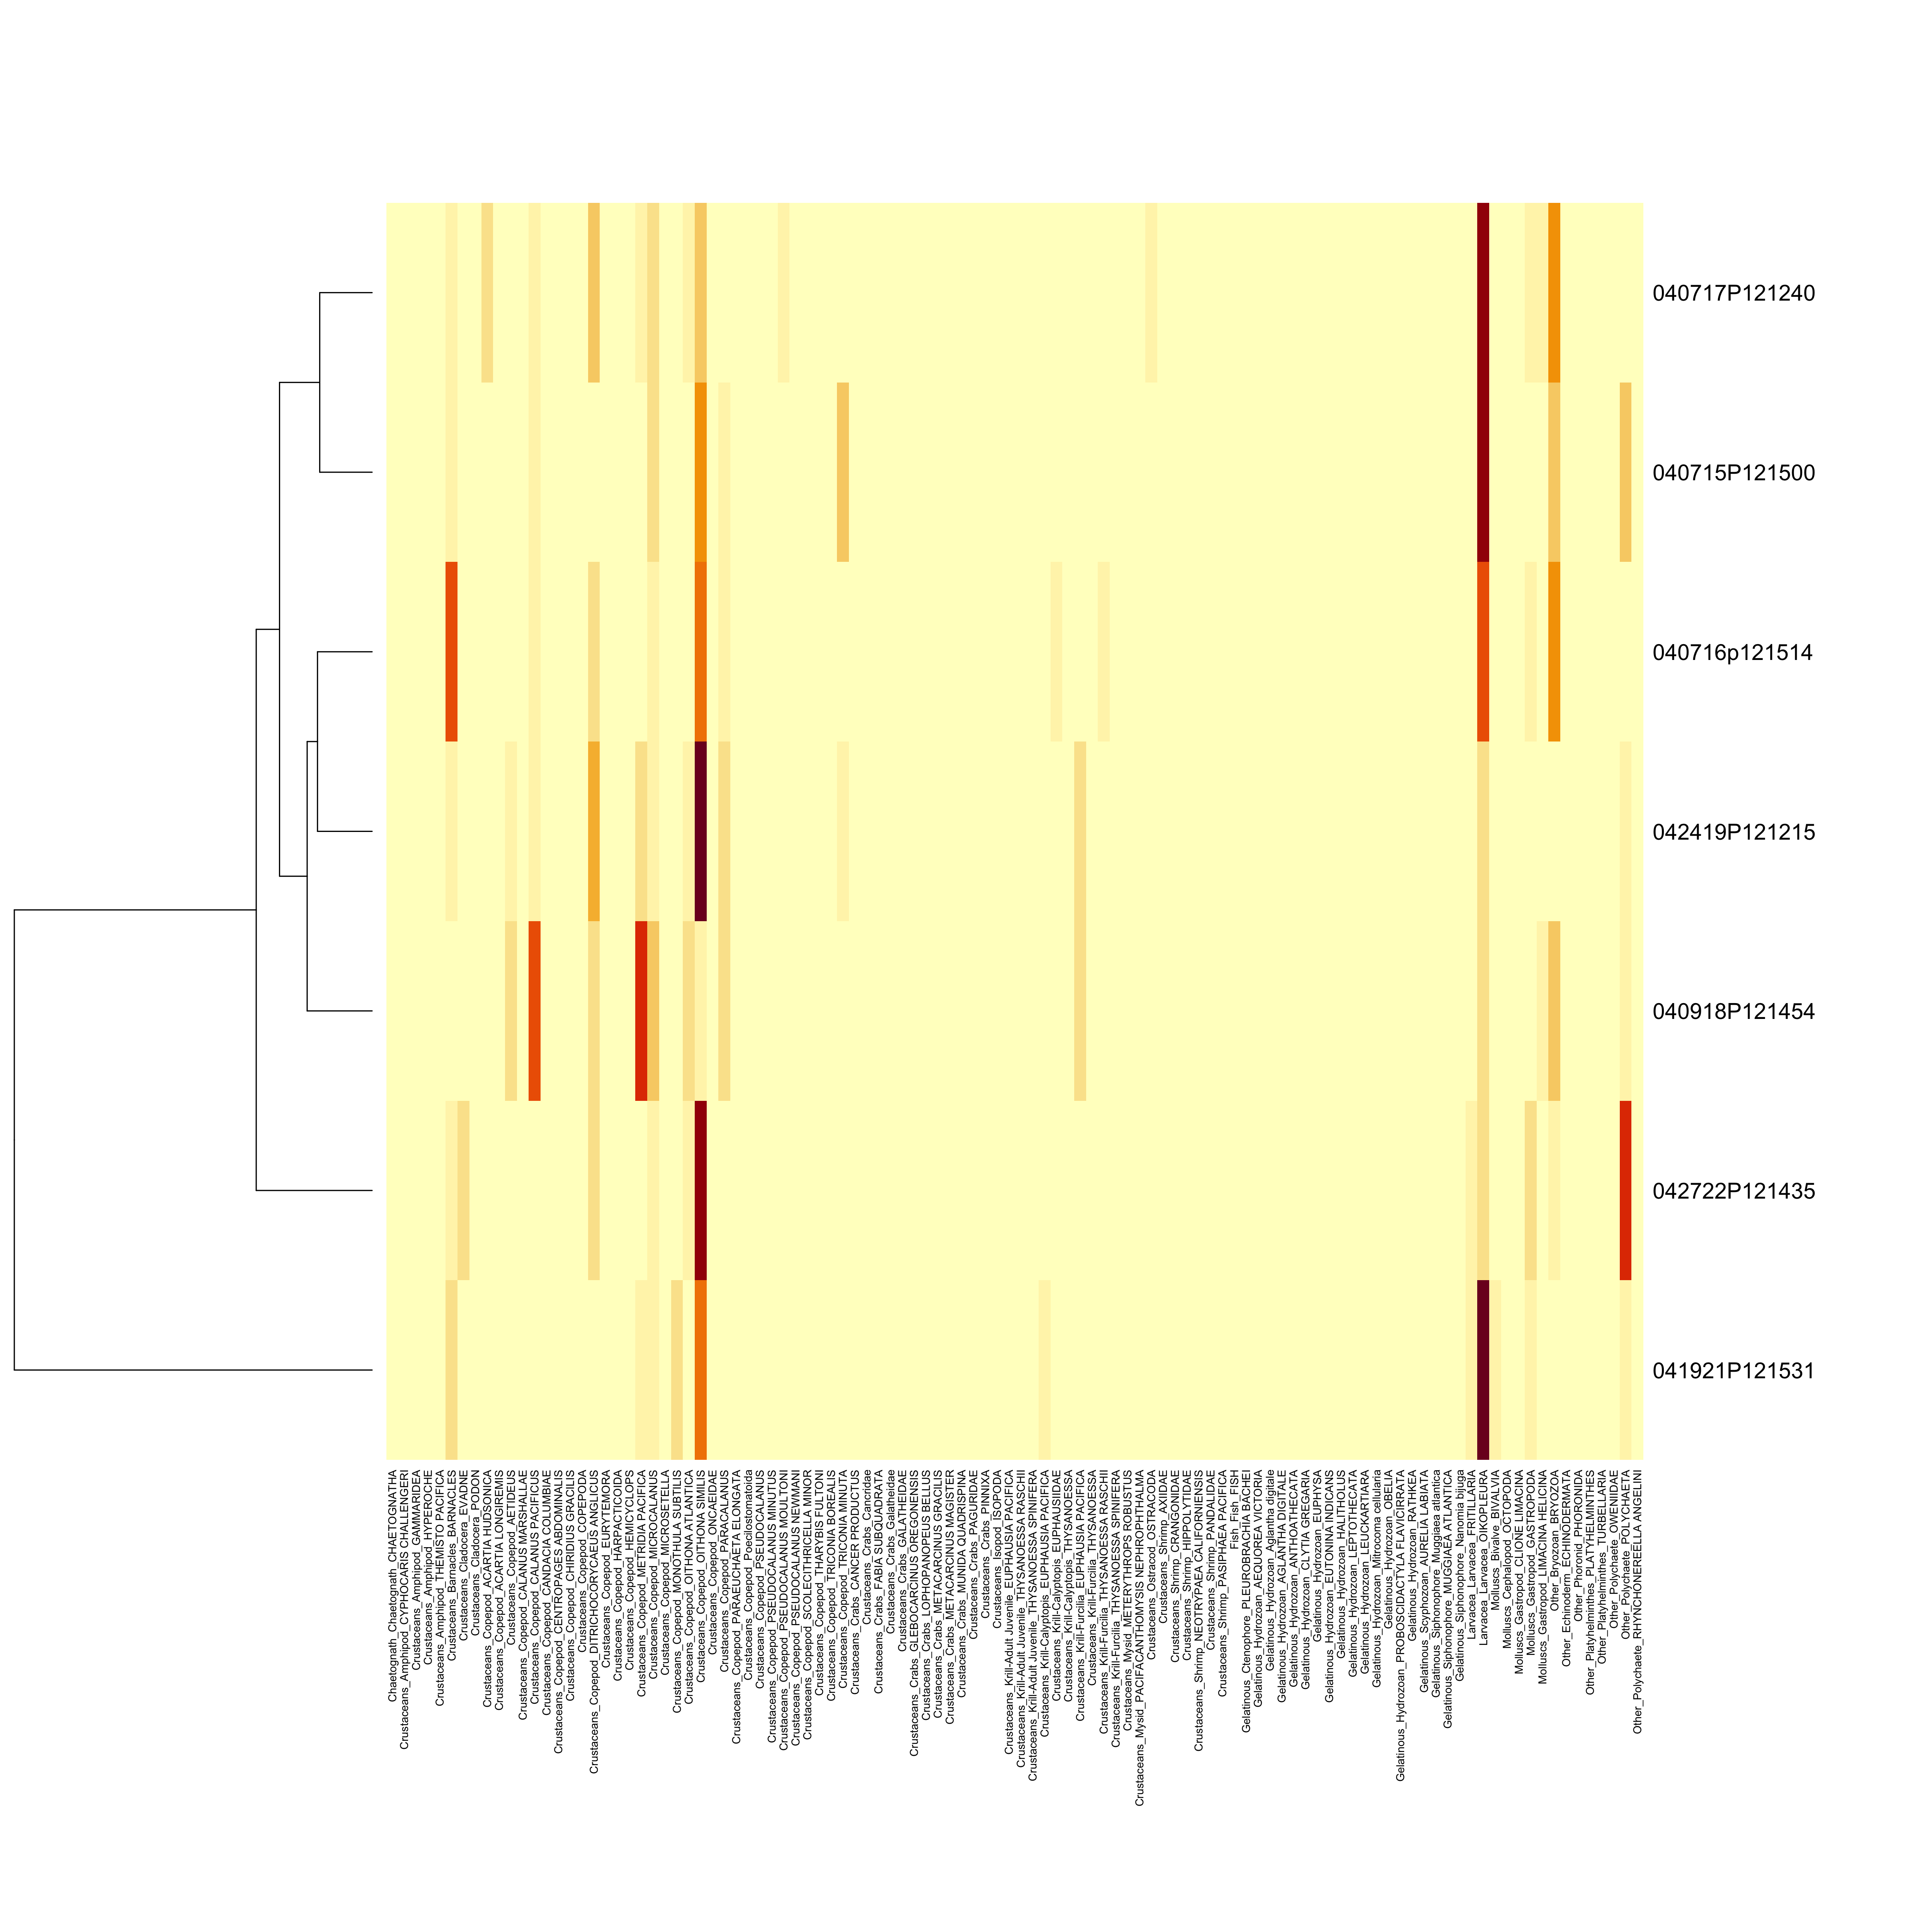 040717P121240
040715P121500
040716p121514
042419P121215
040918P121454
042722P121435
041921P121531
Chaetognath_Chaetognath_CHAETOGNATHA
Crustaceans_Amphipod_CYPHOCARIS CHALLENGERI
Crustaceans_Amphipod_GAMMARIDEA
Crustaceans_Amphipod_HYPEROCHE
Crustaceans_Amphipod_THEMISTO PACIFICA
Crustaceans_Barnacles_BARNACLES
Crustaceans_Cladocera_EVADNE
Crustaceans_Cladocera_PODON
Crustaceans_Copepod_ACARTIA HUDSONICA
Crustaceans_Copepod_ACARTIA LONGIREMIS
Crustaceans_Copepod_AETIDEUS
Crustaceans_Copepod_CALANUS MARSHALLAE
Crustaceans_Copepod_CALANUS PACIFICUS
Crustaceans_Copepod_CANDACIA COLUMBIAE
Crustaceans_Copepod_CENTROPAGES ABDOMINALIS
Crustaceans_Copepod_CHIRIDIUS GRACILIS
Crustaceans_Copepod_COPEPODA
Crustaceans_Copepod_DITRICHOCORYCAEUS ANGLICUS
Crustaceans_Copepod_EURYTEMORA
Crustaceans_Copepod_HARPACTICOIDA
Crustaceans_Copepod_HEMICYCLOPS
Crustaceans_Copepod_METRIDIA PACIFICA
Crustaceans_Copepod_MICROCALANUS
Crustaceans_Copepod_MICROSETELLA
Crustaceans_Copepod_MONOTHULA SUBTILIS
Crustaceans_Copepod_OITHONA ATLANTICA
Crustaceans_Copepod_OITHONA SIMILIS
Crustaceans_Copepod_ONCAEIDAE
Crustaceans_Copepod_PARACALANUS
Crustaceans_Copepod_PARAEUCHAETA ELONGATA
Crustaceans_Copepod_Poecilostomatoida
Crustaceans_Copepod_PSEUDOCALANUS
Crustaceans_Copepod_PSEUDOCALANUS MINUTUS
Crustaceans_Copepod_PSEUDOCALANUS MOULTONI
Crustaceans_Copepod_PSEUDOCALANUS NEWMANI
Crustaceans_Copepod_SCOLECITHRICELLA MINOR
Crustaceans_Copepod_THARYBIS FULTONI
Crustaceans_Copepod_TRICONIA BOREALIS
Crustaceans_Copepod_TRICONIA MINUTA
Crustaceans_Crabs_CANCER PRODUCTUS
Crustaceans_Crabs_Cancridae
Crustaceans_Crabs_FABIA SUBQUADRATA
Crustaceans_Crabs_Galatheidae
Crustaceans_Crabs_GALATHEIDAE
Crustaceans_Crabs_GLEBOCARCINUS OREGONENSIS
Crustaceans_Crabs_LOPHOPANOPEUS BELLUS
Crustaceans_Crabs_METACARCINUS GRACILIS
Crustaceans_Crabs_METACARCINUS MAGISTER
Crustaceans_Crabs_MUNIDA QUADRISPINA
Crustaceans_Crabs_PAGURIDAE
Crustaceans_Crabs_PINNIXA
Crustaceans_Isopod_ISOPODA
Crustaceans_Krill-Adult Juvenile_EUPHAUSIA PACIFICA
Crustaceans_Krill-Adult Juvenile_THYSANOESSA RASCHII
Crustaceans_Krill-Adult Juvenile_THYSANOESSA SPINIFERA
Crustaceans_Krill-Calyptopis_EUPHAUSIA PACIFICA
Crustaceans_Krill-Calyptopis_EUPHAUSIIDAE
Crustaceans_Krill-Calyptopis_THYSANOESSA
Crustaceans_Krill-Furcilia_EUPHAUSIA PACIFICA
Crustaceans_Krill-Furcilia_THYSANOESSA
Crustaceans_Krill-Furcilia_THYSANOESSA RASCHII
Crustaceans_Krill-Furcilia_THYSANOESSA SPINIFERA
Crustaceans_Mysid_METERYTHROPS ROBUSTUS
Crustaceans_Mysid_PACIFACANTHOMYSIS NEPHROPHTHALMA
Crustaceans_Ostracod_OSTRACODA
Crustaceans_Shrimp_AXIIDAE
Crustaceans_Shrimp_CRANGONIDAE
Crustaceans_Shrimp_HIPPOLYTIDAE
Crustaceans_Shrimp_NEOTRYPAEA CALIFORNIENSIS
Crustaceans_Shrimp_PANDALIDAE
Crustaceans_Shrimp_PASIPHAEA PACIFICA
Fish_Fish_FISH
Gelatinous_Ctenophore_PLEUROBRACHIA BACHEI
Gelatinous_Hydrozoan_AEQUOREA VICTORIA
Gelatinous_Hydrozoan_Aglantha digitale
Gelatinous_Hydrozoan_AGLANTHA DIGITALE
Gelatinous_Hydrozoan_ANTHOATHECATA
Gelatinous_Hydrozoan_CLYTIA GREGARIA
Gelatinous_Hydrozoan_EUPHYSA
Gelatinous_Hydrozoan_EUTONINA INDICANS
Gelatinous_Hydrozoan_HALITHOLUS
Gelatinous_Hydrozoan_LEPTOTHECATA
Gelatinous_Hydrozoan_LEUCKARTIARA
Gelatinous_Hydrozoan_Mitrocoma cellularia
Gelatinous_Hydrozoan_OBELIA
Gelatinous_Hydrozoan_PROBOSCIDACTYLA FLAVICIRRATA
Gelatinous_Hydrozoan_RATHKEA
Gelatinous_Scyphozoan_AURELIA LABIATA
Gelatinous_Siphonophore_Muggiaea atlantica
Gelatinous_Siphonophore_MUGGIAEA ATLANTICA
Gelatinous_Siphonophore_Nanomia bijuga
Larvacea_Larvacea_FRITILLARIA
Larvacea_Larvacea_OIKOPLEURA
Molluscs_Bivalve_BIVALVIA
Molluscs_Cephalopod_OCTOPODA
Molluscs_Gastropod_CLIONE LIMACINA
Molluscs_Gastropod_GASTROPODA
Molluscs_Gastropod_LIMACINA HELICINA
Other_Bryozoan_BRYOZOA
Other_Echinoderm_ECHINODERMATA
Other_Phoronid_PHORONIDA
Other_Platyhelminthes_PLATYHELMINTHES
Other_Platyhelminthes_TURBELLARIA
Other_Polychaete_OWENIIDAE
Other_Polychaete_POLYCHAETA
Other_Polychaete_RHYNCHONEREELLA ANGELINI